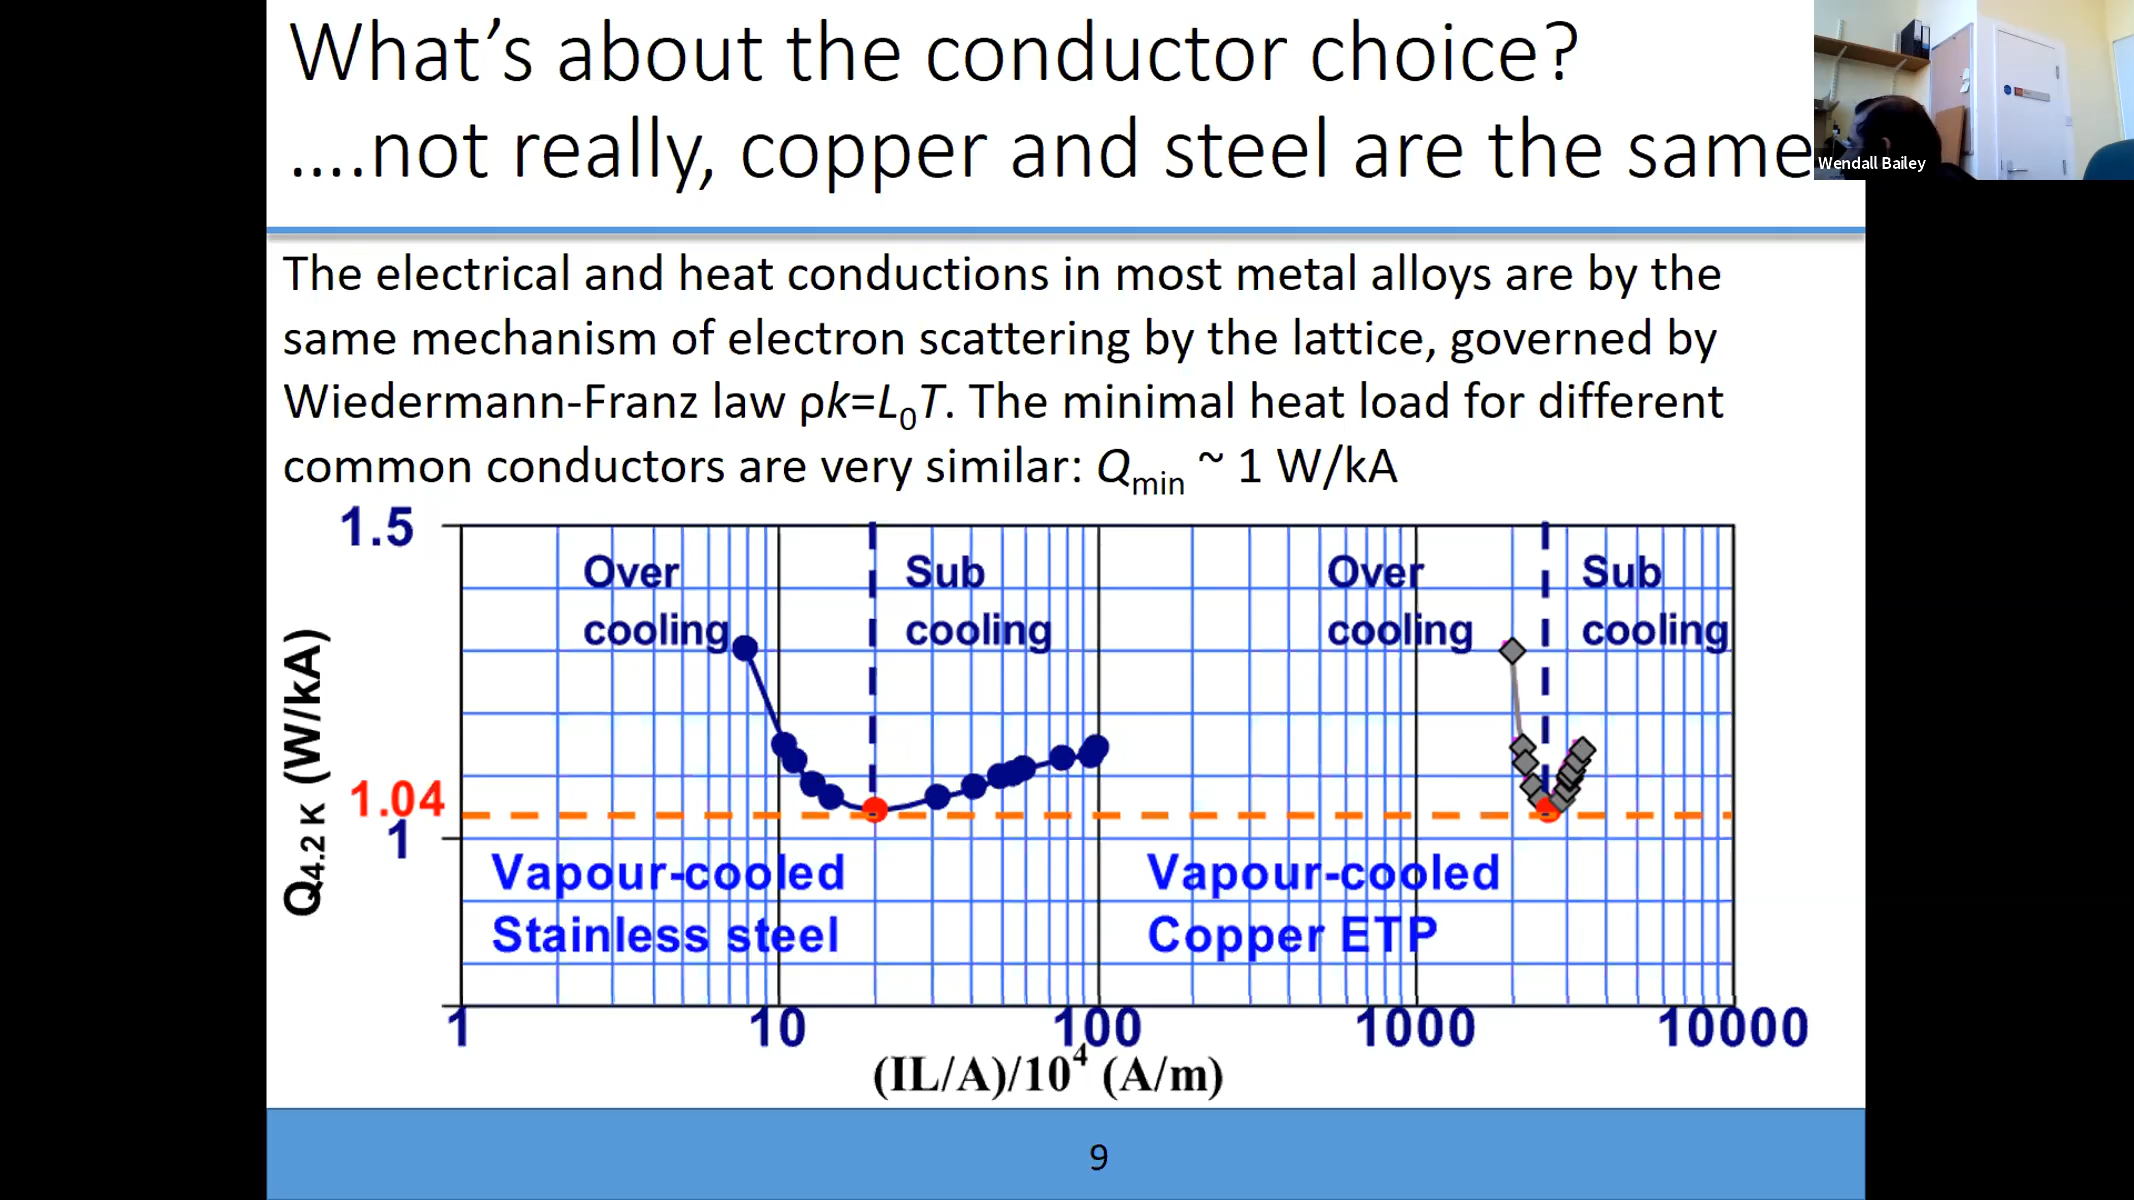 What’s about the conductor choice?
....not really, copper and steel are the same
Wendall Bailey
The electrical and heat conductions in most metal alloys are by the
same mechanism of electron scattering by the lattice, governed by
Wiedermann-Franz law ρk=L₀T. The minimal heat load for different
common conductors are very similar: Qmin ~ 1 W/kA
1.5
1.04
1
Q4.2 K (W/kA)
Over
cooling
Sub
cooling
Over
cooling
Sub
cooling
Vapour-cooled
Stainless steel
Vapour-cooled
Copper ETP
1 10 100 1000 10000
(IL/A)/10⁴ (A/m)
9